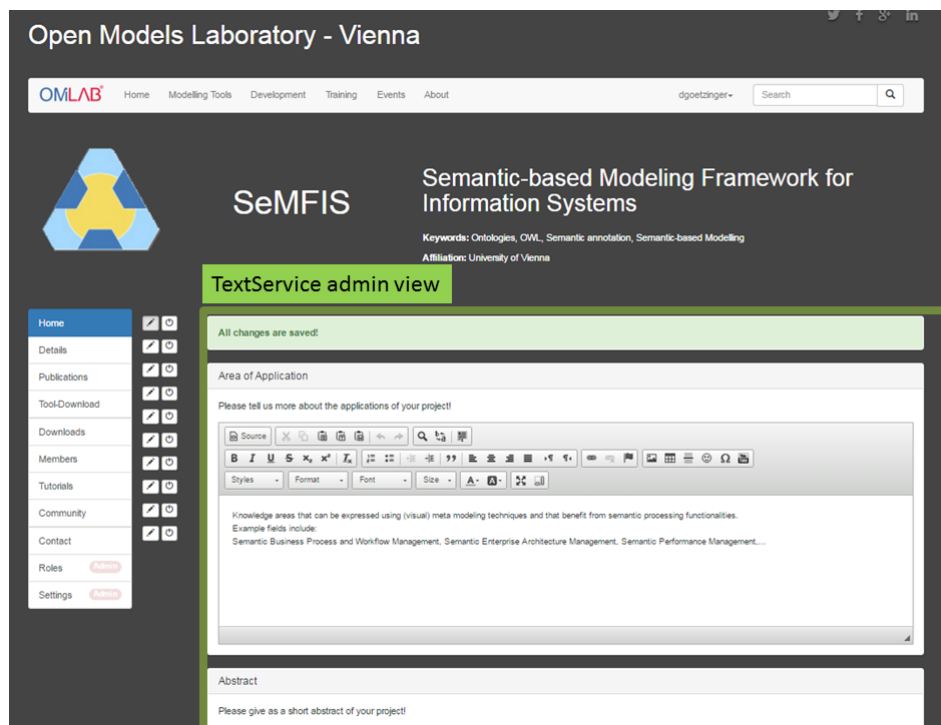 Open Models Laboratory - Vienna
OMiLAB® Home Modelling Tools Development Training Events About dgoetzinger Search
SeMFIS
Semantic-based Modeling Framework for
Information Systems
Keywords: Ontologies, OWL, Semantic annotation, Semantic-based Modelling
Affiliation: University of Vienna
TextService admin view
Home
Details
Publications
Tool-Download
Downloads
Members
Tutorials
Community
Contact
Roles Admin
Settings Admin
All changes are saved!
Area of Application
Please tell us more about the applications of your project!
Source
B I U S x₂ x² Iₓ
Styles Format Font Size A A
Knowledge areas that can be expressed using (visual) meta modeling techniques and that benefit from semantic processing functionalities.
Example fields include:
Semantic Business Process and Workflow Management, Semantic Enterprise Architecture Management, Semantic Performance Management,...
Abstract
Please give as a short abstract of your project!